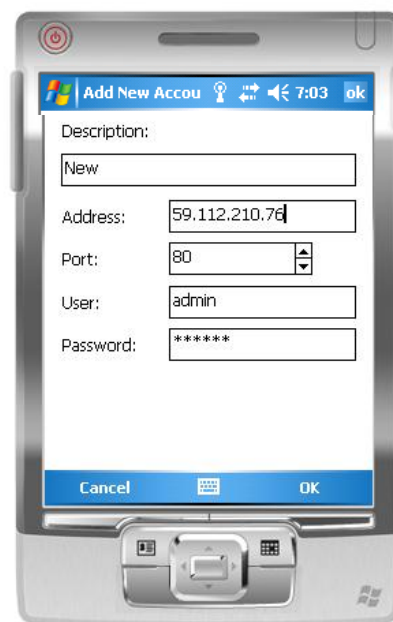 Add New Accou 7:03 ok
Description:
New
Address: 59.112.210.76
Port: 80
User: admin
Password: ******
Cancel OK